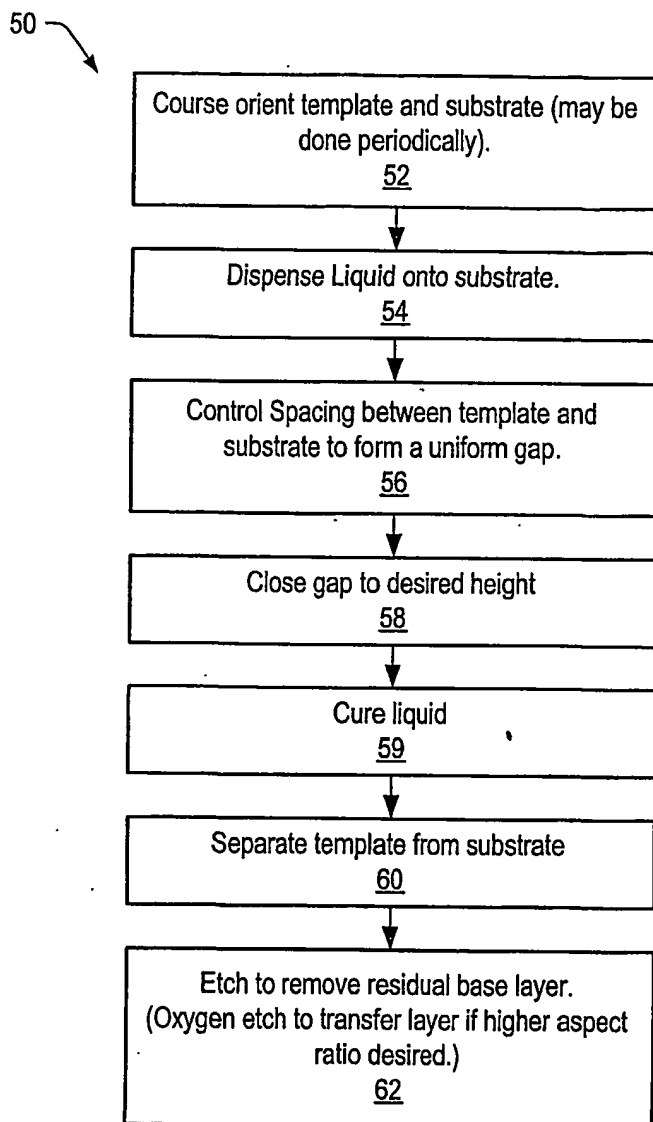 50
Course orient template and substrate (may be
done periodically).
52
Dispense Liquid onto substrate.
54
Control Spacing between template and
substrate to form a uniform gap.
56
Close gap to desired height
58
Cure liquid
59
Separate template from substrate
60
Etch to remove residual base layer.
(Oxygen etch to transfer layer if higher aspect
ratio desired.)
62